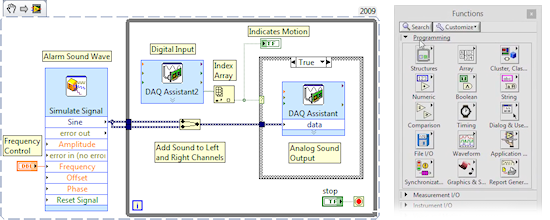 2009
Indicates Motion
TF
Alarm Sound Wave
Digital Input
Index
Array
True
DAQ Assistant2
DAQ Assistant
data
Simulate Signal
Sine
error out
Amplitude
error in (no error)
Frequency
Offset
Phase
Reset Signal
Frequency
Control
DBL
Add Sound to Left
and Right Channels
Analog Sound
Output
stop
TF
i
Functions
Search
Customize
Programming
Structures
Array
Cluster, Clas...
Numeric
Boolean
String
Comparison
Timing
Dialog & Use...
File I/O
Waveform
Application ...
Synchronizat...
Graphics & S...
Report Gener...
Measurement I/O
Instrument I/O